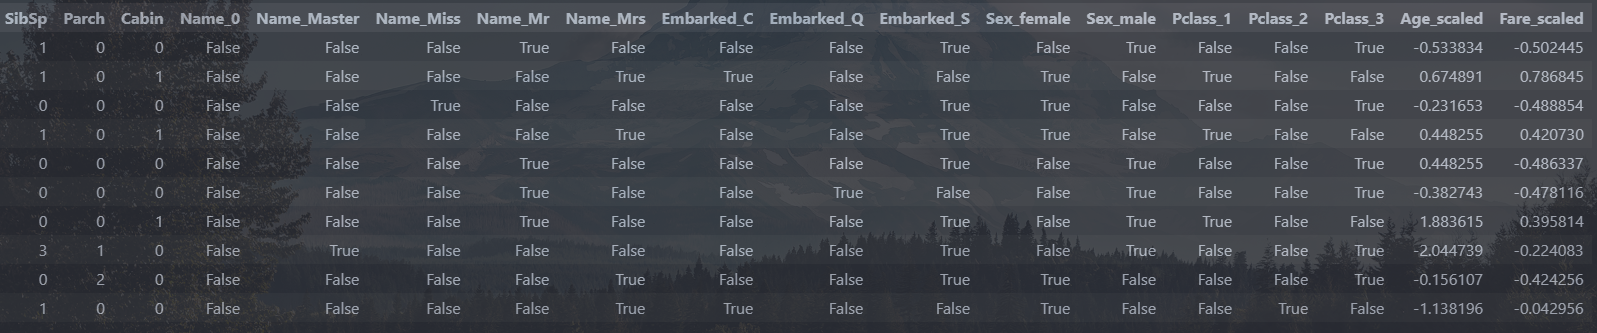 SibSp Parch Cabin Name_0 Name_Master Name_Miss Name_Mr Name_Mrs Embarked_C Embarked_Q Embarked_S Sex_female Sex_male Pclass_1 Pclass_2 Pclass_3 Age_scaled Fare_scaled
1 0 0 False False False True False False False True False True False False True -0.533834 -0.502445
1 0 1 False False False False True True False False True False True False False 0.674891 0.786845
0 0 0 False False True False False False False True True False False False True -0.231653 -0.488854
1 0 1 False False False False True False False True True False True False False 0.448255 0.420730
0 0 0 False False False True False False False True False True False False True 0.448255 -0.486337
0 0 0 False False False True False False True False False True False False True -0.382743 -0.478116
0 0 1 False False False True False False False True False True True False False 1.883615 0.395814
3 1 0 False True False False False False False True False True False False True -2.044739 -0.224083
0 2 0 False False False False True False False True True False False False True -0.156107 -0.424256
1 0 0 False False False False True True False False True False False True False -1.138196 -0.042956